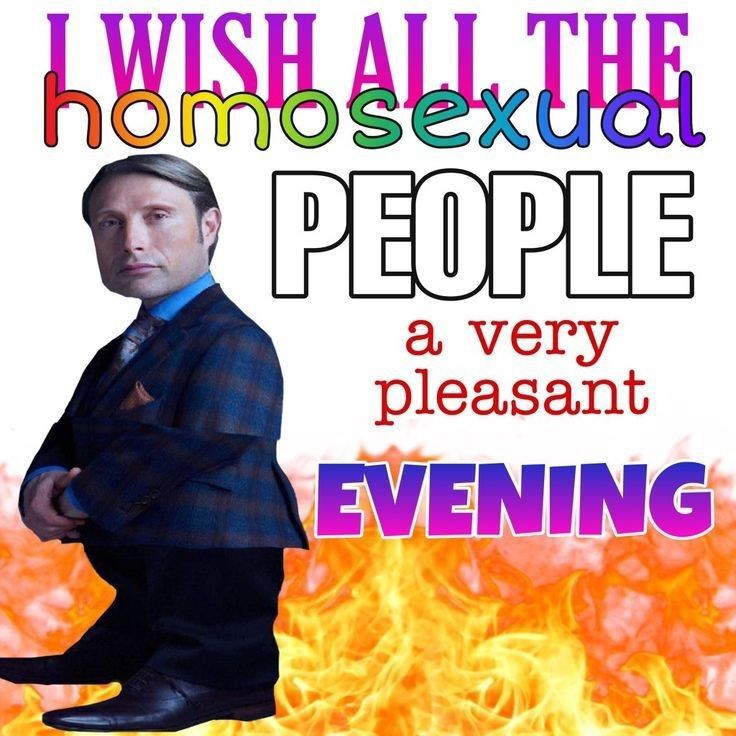 I WISH ALL THE
homosexual
PEOPLE
a very
pleasant
EVENING